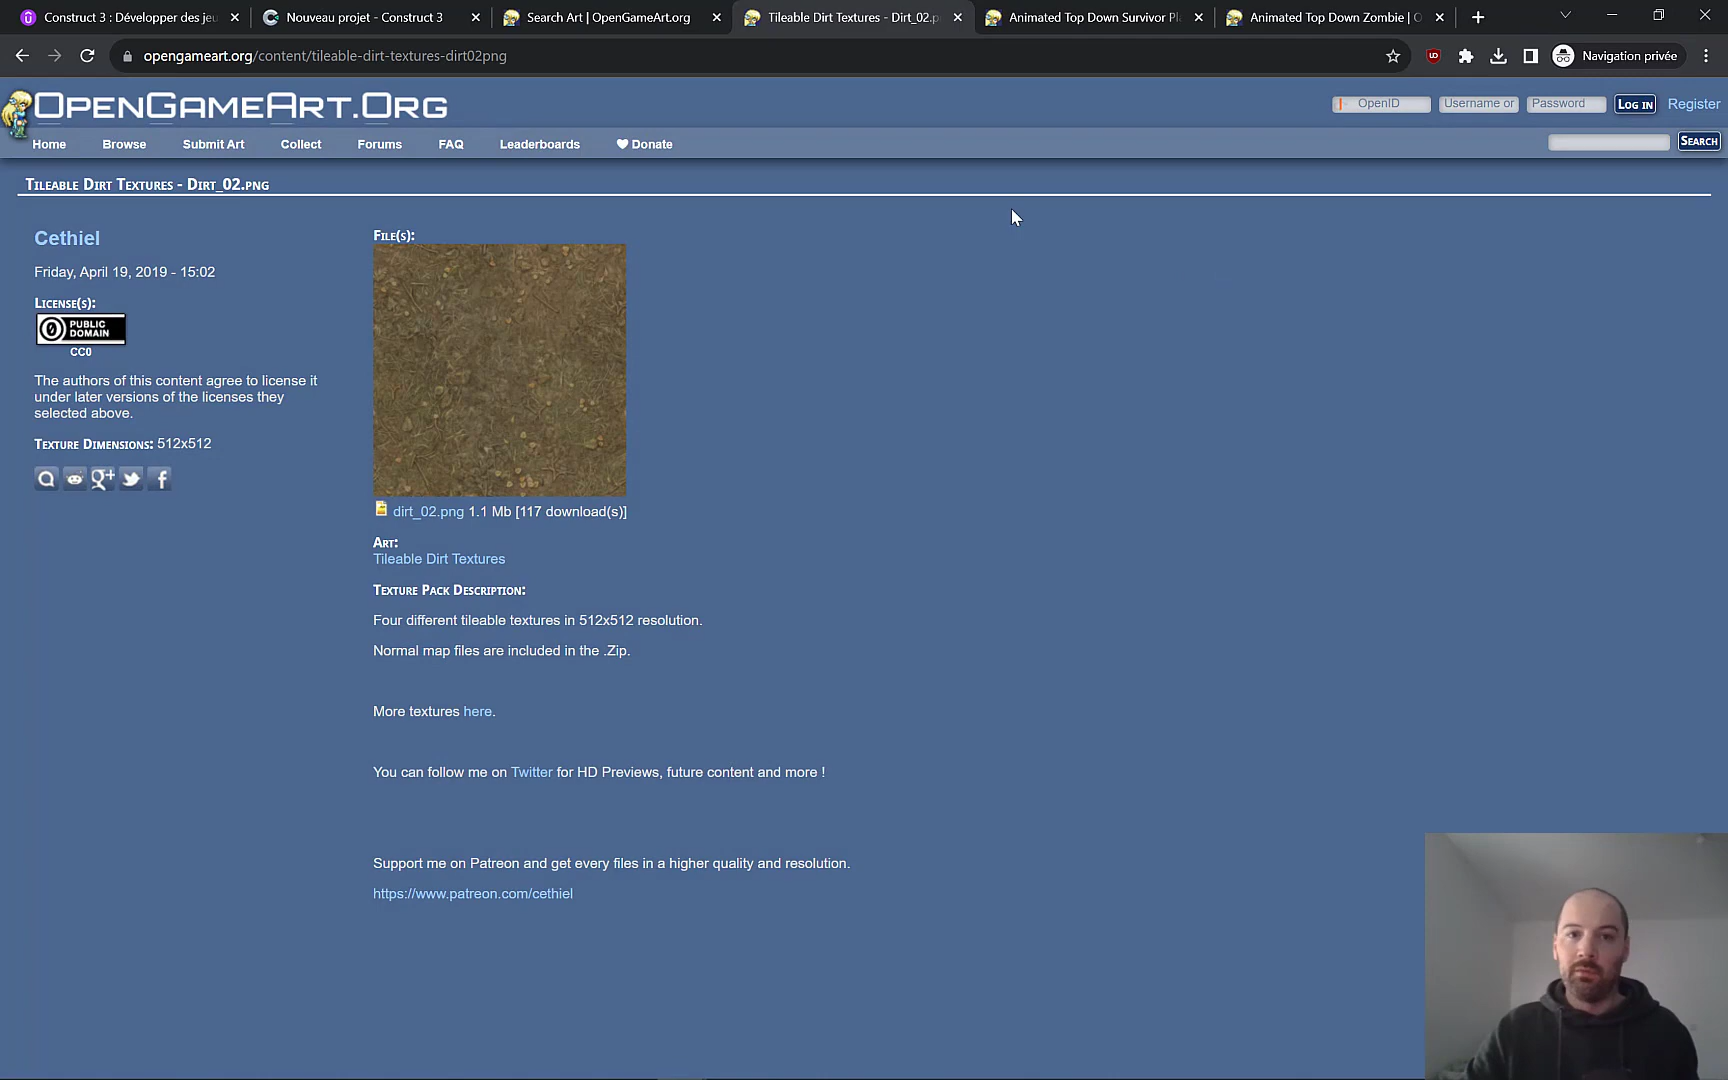 Construct 3 : Développer des jeu
Nouveau projet - Construct 3
Search Art | OpenGameArt.org
Tileable Dirt Textures - Dirt_02.p
Animated Top Down Survivor Pl
Animated Top Down Zombie | O
opengameart.org/content/tileable-dirt-textures-dirt02png
Navigation privée
OpenGameArt.Org
OpenID
Username or
Password
Log in
Register
Home
Browse
Submit Art
Collect
Forums
FAQ
Leaderboards
Donate
Search
Tileable Dirt Textures - Dirt_02.png
Cethiel
Friday, April 19, 2019 - 15:02
License(s):
PUBLIC
DOMAIN
CC0
The authors of this content agree to license it
under later versions of the licenses they
selected above.
Texture Dimensions: 512x512
File(s):
dirt_02.png 1.1 Mb [117 download(s)]
Art:
Tileable Dirt Textures
Texture Pack Description:
Four different tileable textures in 512x512 resolution.
Normal map files are included in the .Zip.
More textures here.
You can follow me on Twitter for HD Previews, future content and more !
Support me on Patreon and get every files in a higher quality and resolution.
https://www.patreon.com/cethiel